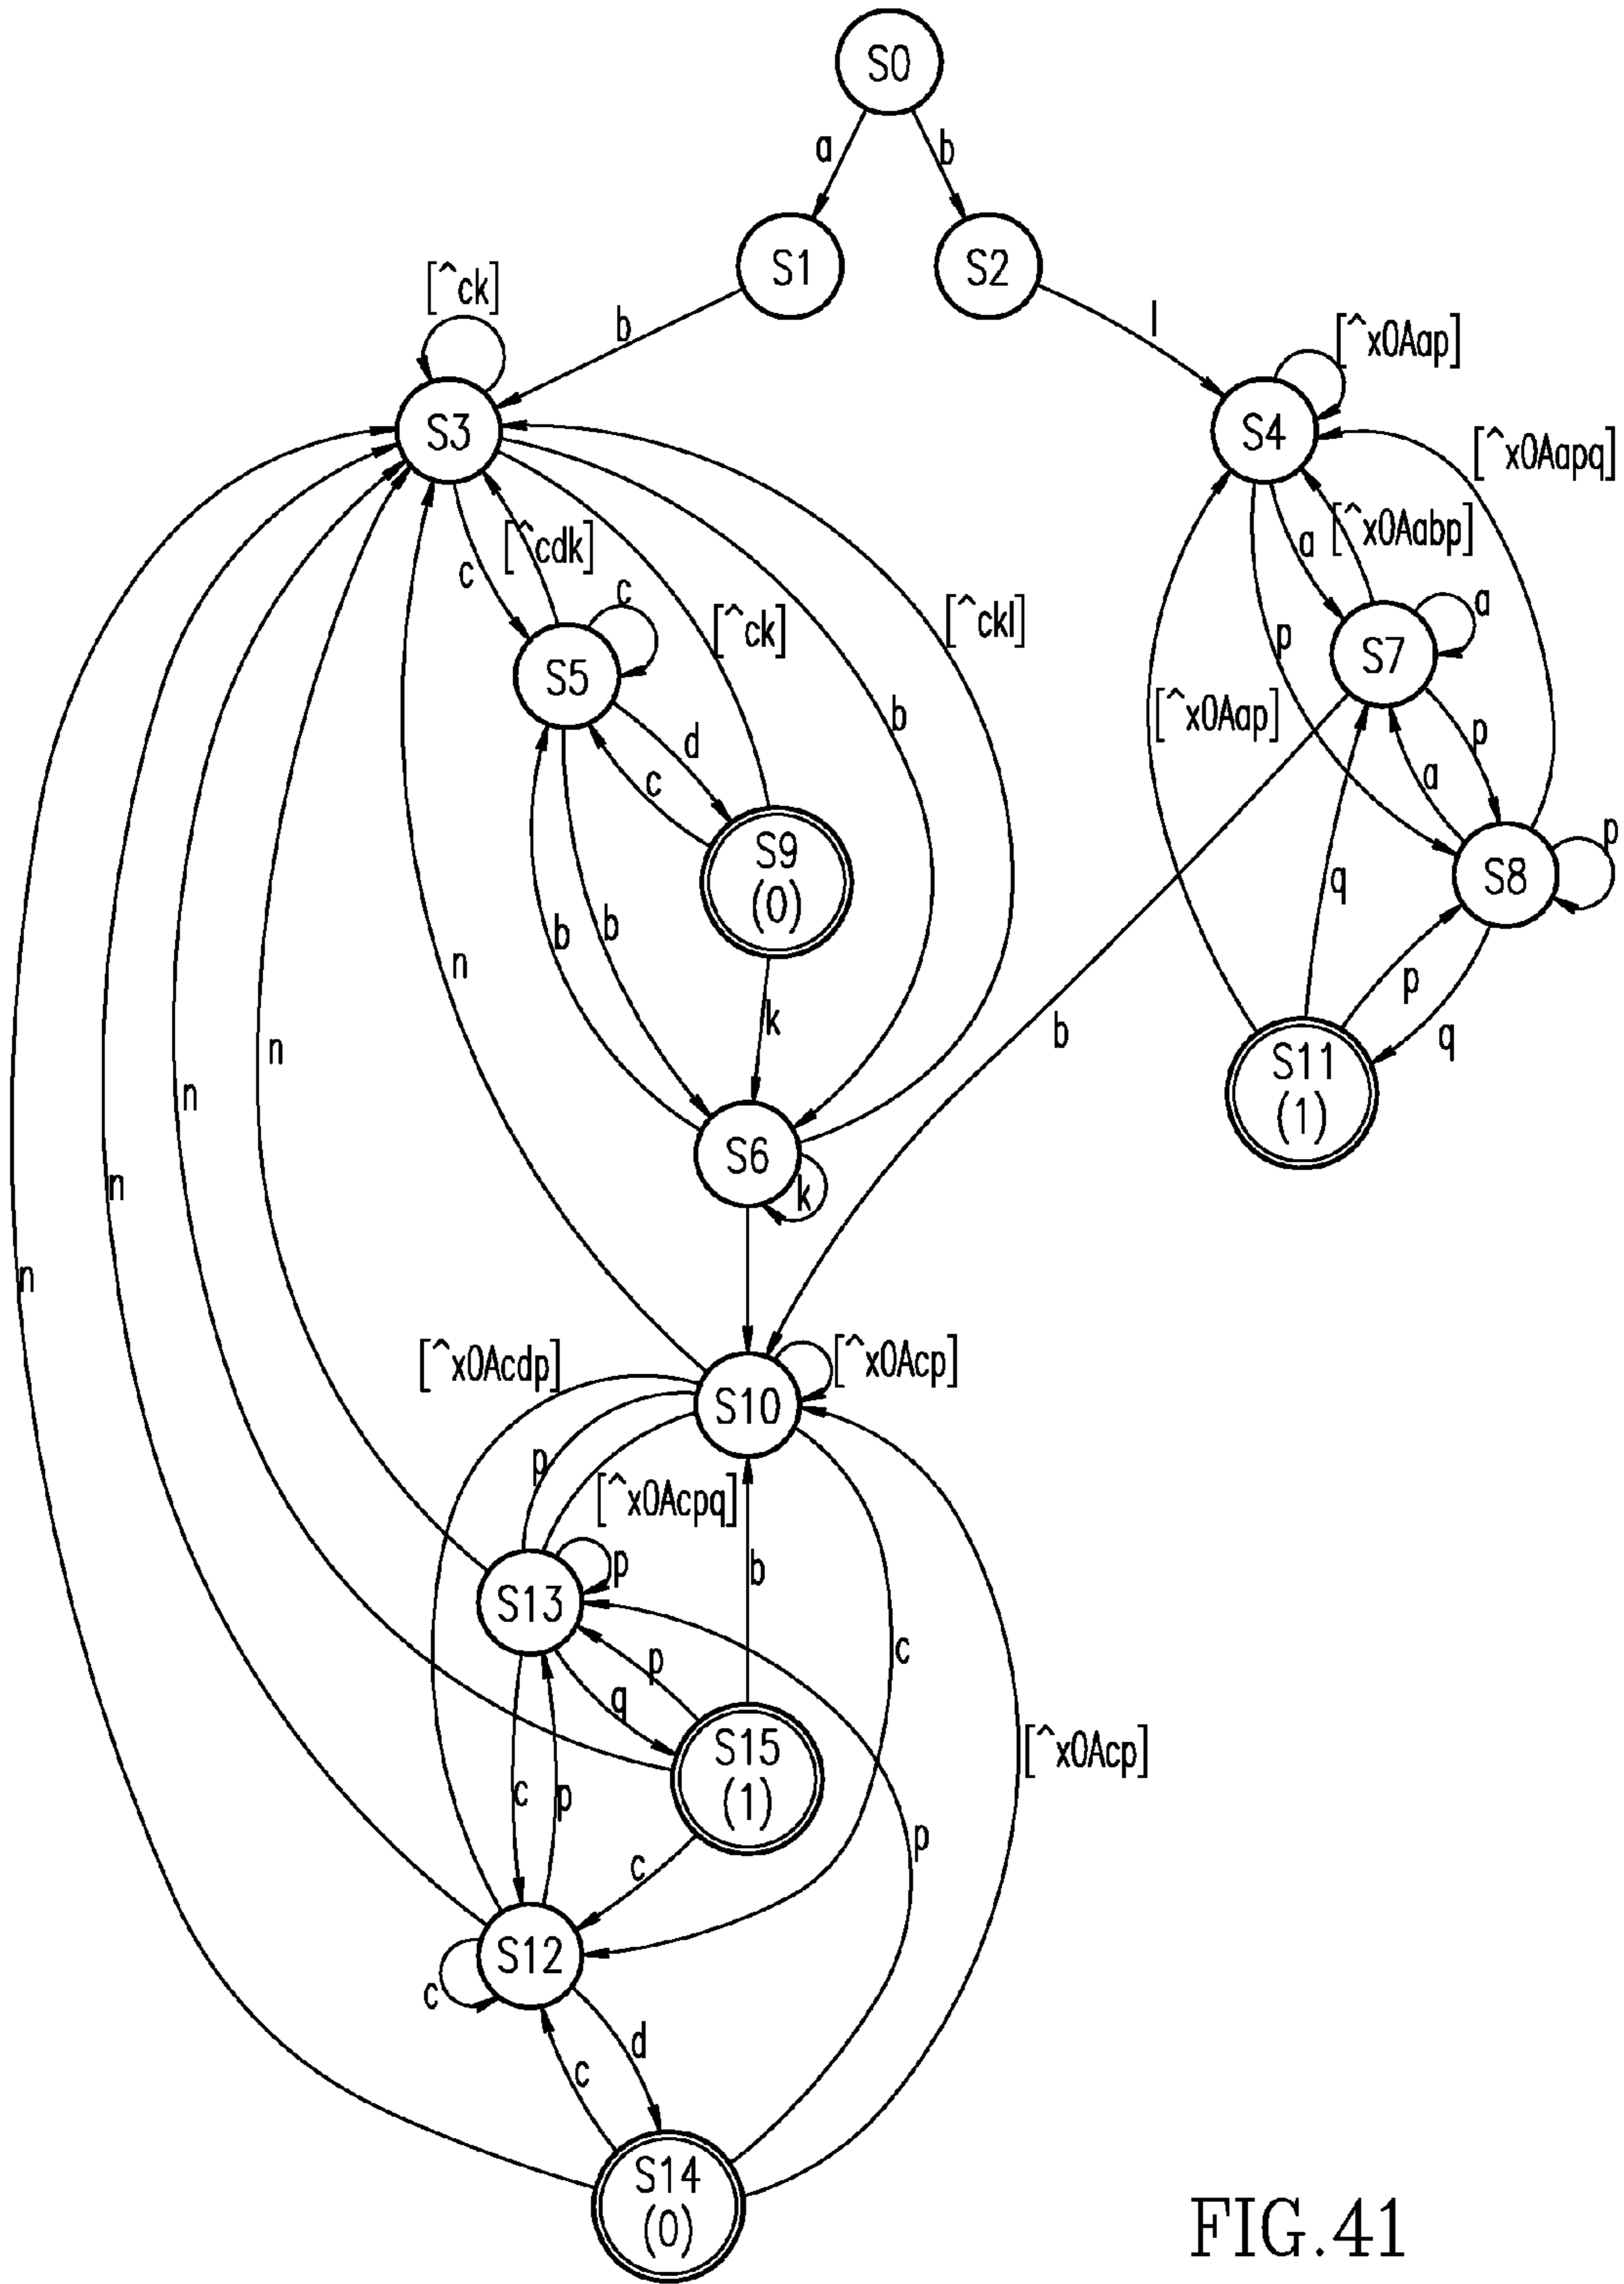 S0
a
b
S1
S2
[^ck]
b
l
[^x0Aap]
S3
S4
[^x0Aapq]
[^cdk]
[^x0Aabp]
c
a
c
[^ck]
[^ckl]
a
S5
p
S7
[^x0Aap]
b
d
p
c
a
p
S9
(0)
q
S8
b
b
n
p
k
b
q
n
S11
(1)
n
S6
k
n
n
[^x0Acdp]
[^x0Acp]
S10
p
[^x0Acpq]
p
b
S13
c
p
q
S15
(1)
[^x0Acp]
c
p
p
c
S12
c
d
c
S14
(0)
FIG.41